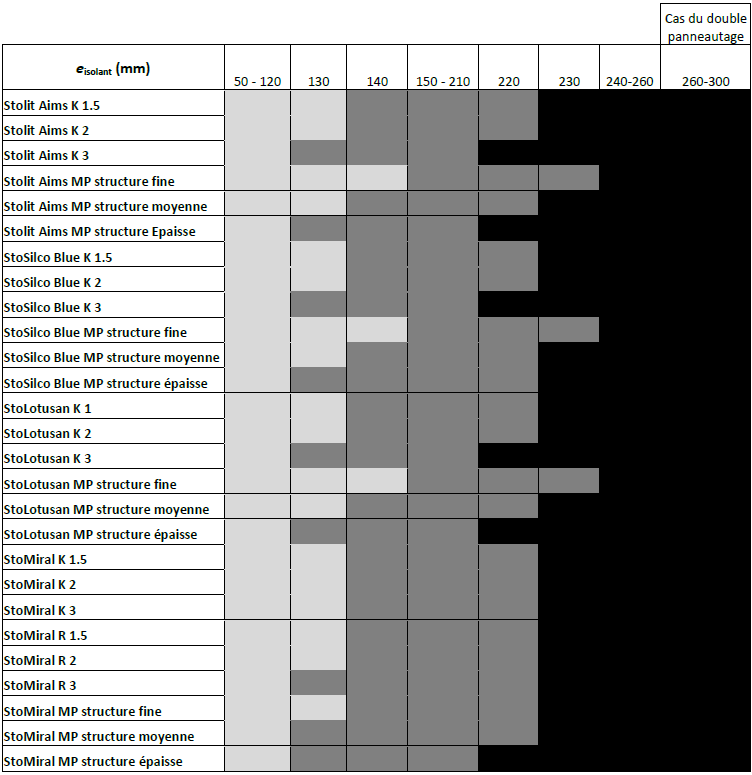 Cas du double
panneautage
eisolant (mm)
50 - 120 130 140 150 - 210 220 230 240-260 260-300
Stolit Aims K 1.5
Stolit Aims K 2
Stolit Aims K 3
Stolit Aims MP structure fine
Stolit Aims MP structure moyenne
Stolit Aims MP structure Epaisse
StoSilco Blue K 1.5
StoSilco Blue K 2
StoSilco Blue K 3
StoSilco Blue MP structure fine
StoSilco Blue MP structure moyenne
StoSilco Blue MP structure épaisse
StoLotusan K 1
StoLotusan K 2
StoLotusan K 3
StoLotusan MP structure fine
StoLotusan MP structure moyenne
StoLotusan MP structure épaisse
StoMiral K 1.5
StoMiral K 2
StoMiral K 3
StoMiral R 1.5
StoMiral R 2
StoMiral R 3
StoMiral MP structure fine
StoMiral MP structure moyenne
StoMiral MP structure épaisse